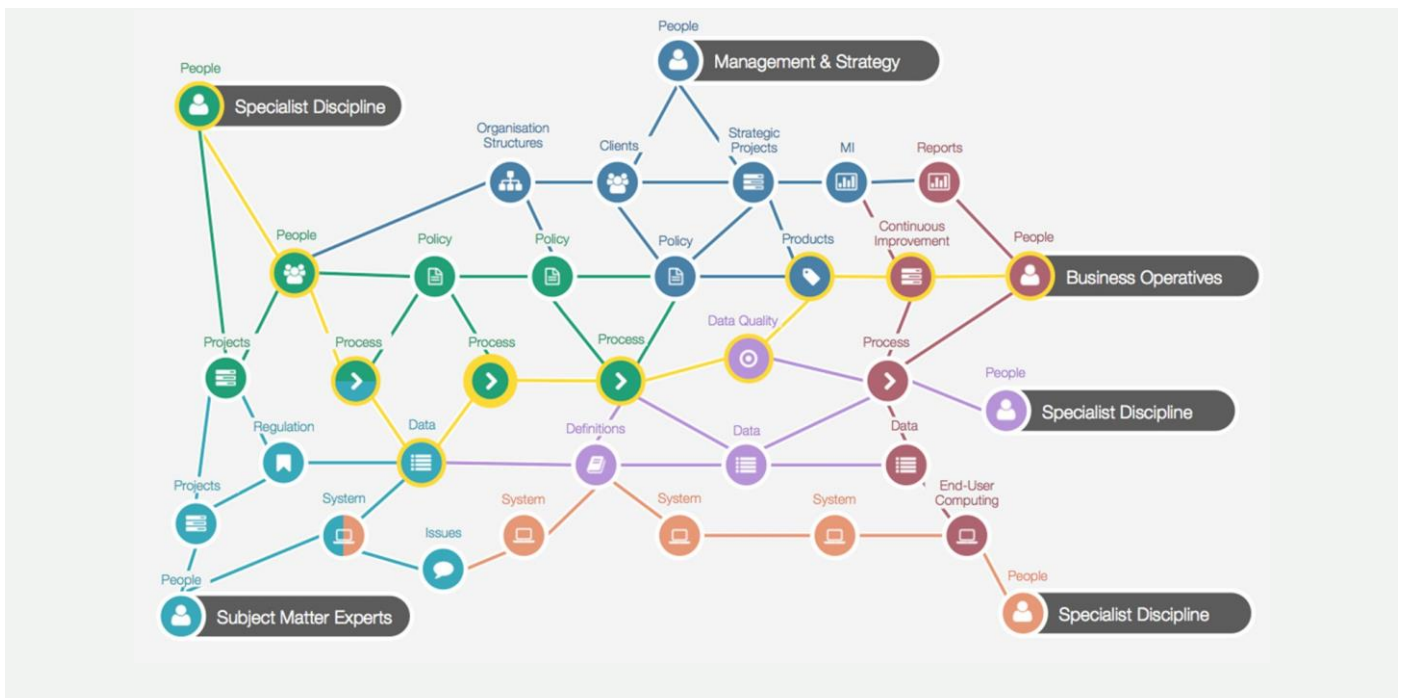 People
Management & Strategy
People
Specialist Discipline
Organisation
Structures
Clients
Strategic
Projects
MI
Reports
People
Policy
Policy
Policy
Products
Continuous
Improvement
People
Business Operatives
Projects
Process
Process
Process
Data Quality
Process
People
Specialist Discipline
Regulation
Data
Definitions
Data
Data
Projects
System
Issues
System
System
System
End-User
Computing
People
Subject Matter Experts
People
Specialist Discipline